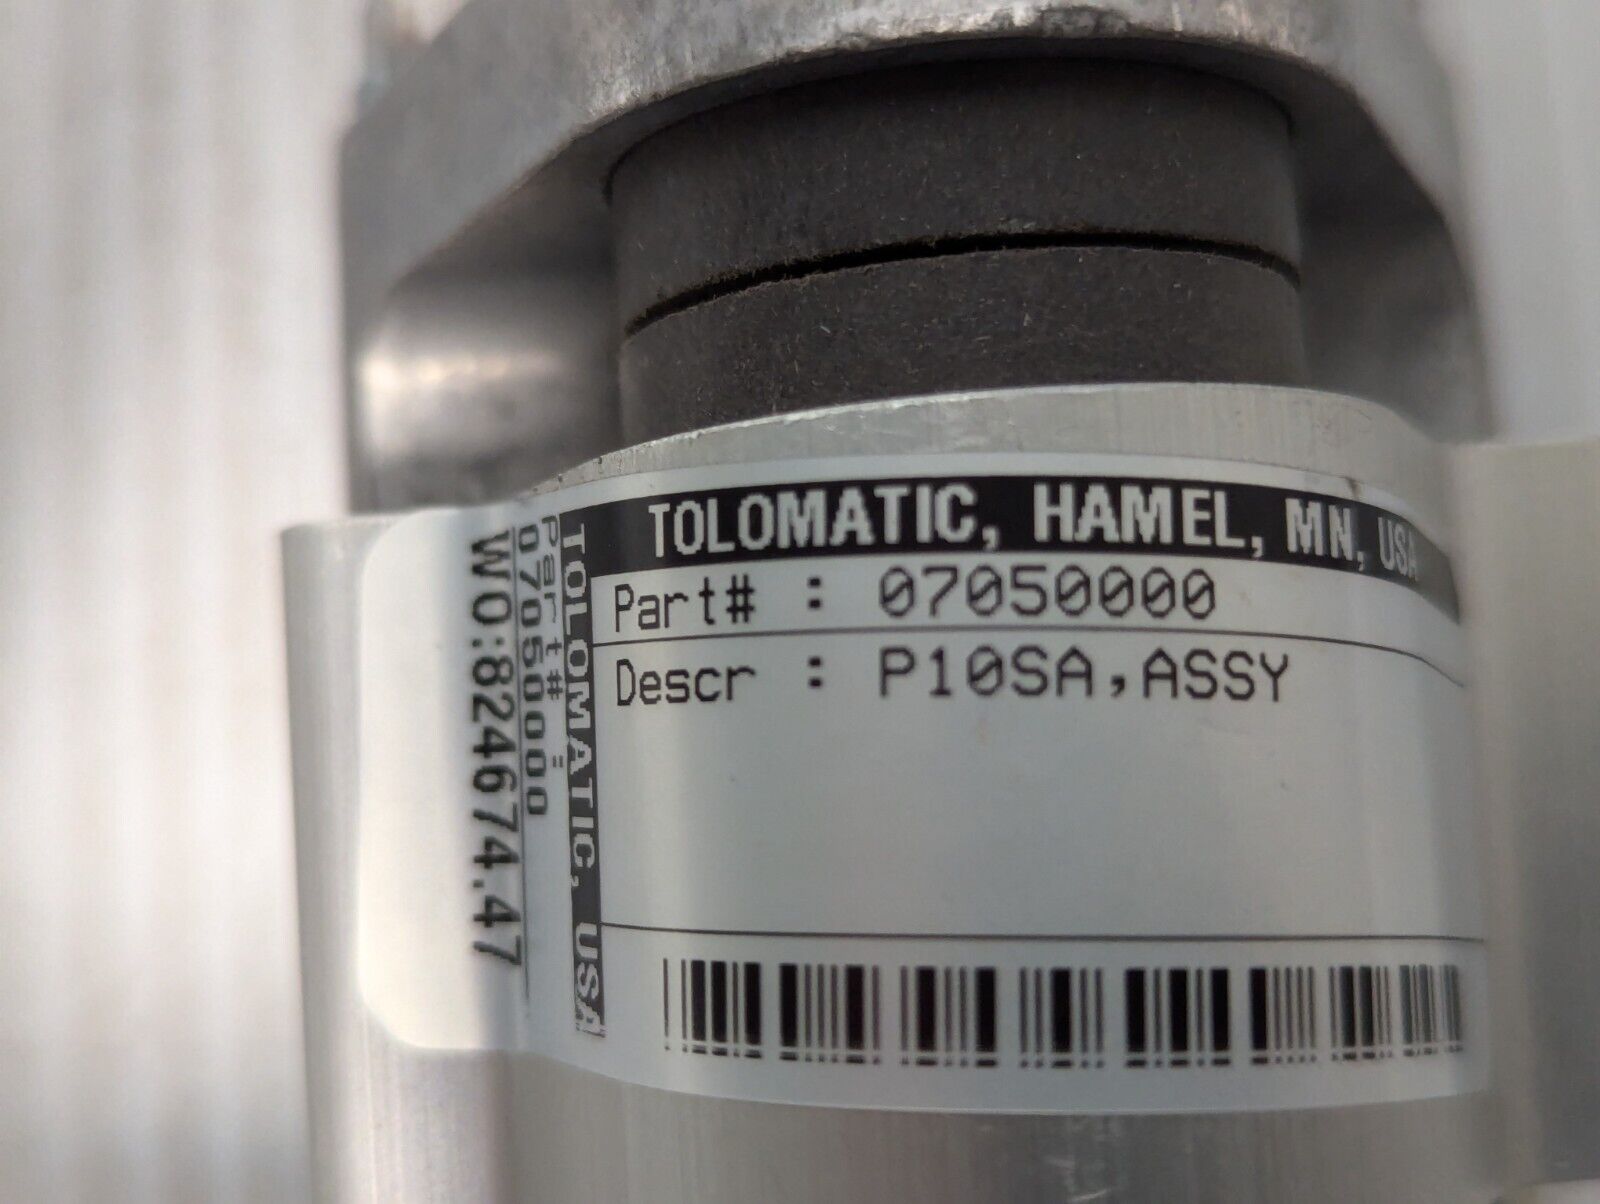 TOLOMATIC, HAMEL, MN, USA
Part# : 07050000
Descr : P10SA,ASSY
TOLOMATIC, USA
Part# :
07050000
WO:824674.47